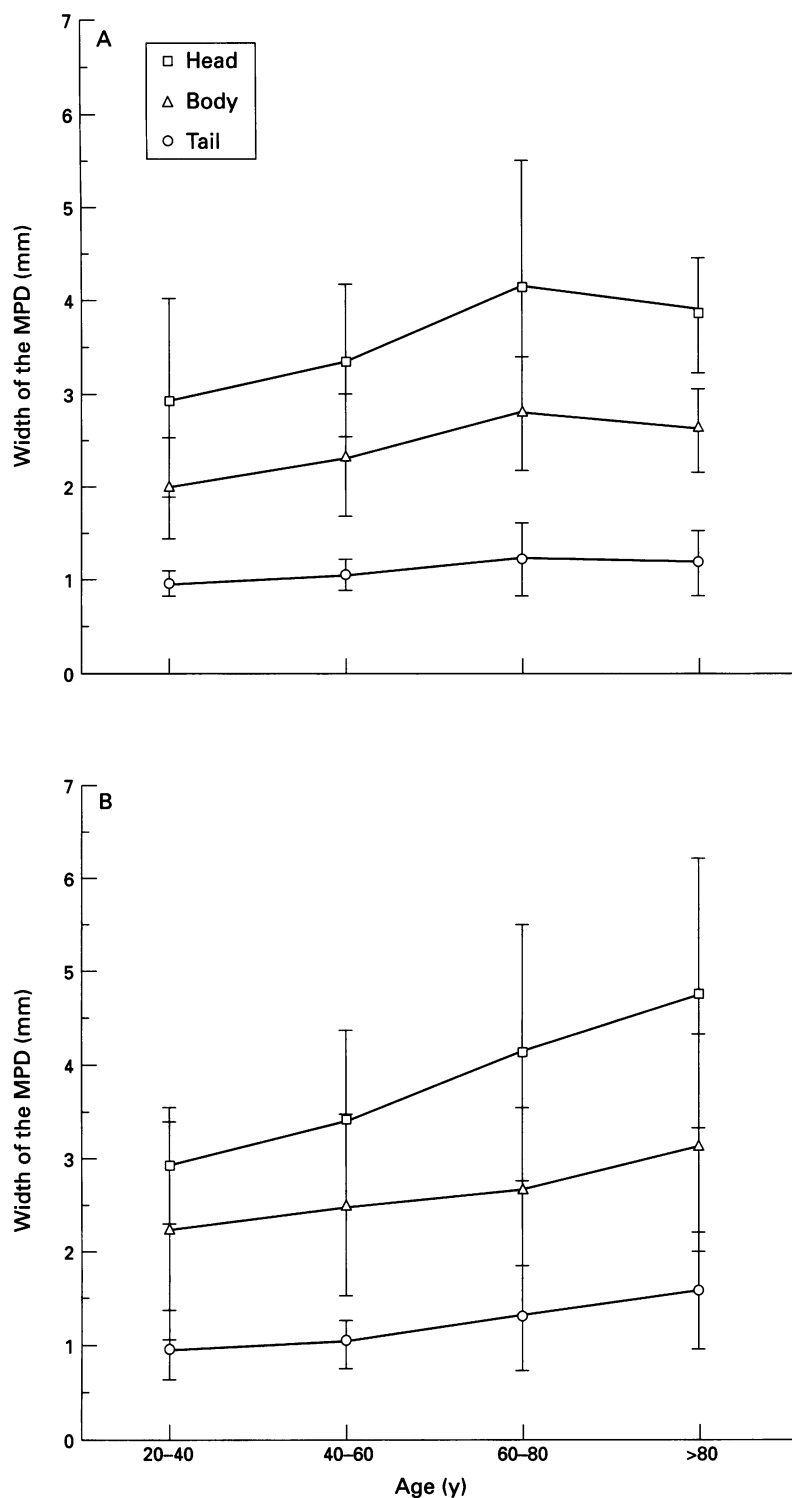 A
Head
Body
Tail
7
6
5
4
3
2
1
0
Width of the MPD (mm)
B
7
6
5
4
3
2
1
0
Width of the MPD (mm)
20–40 40–60 60–80 >80
Age (y)